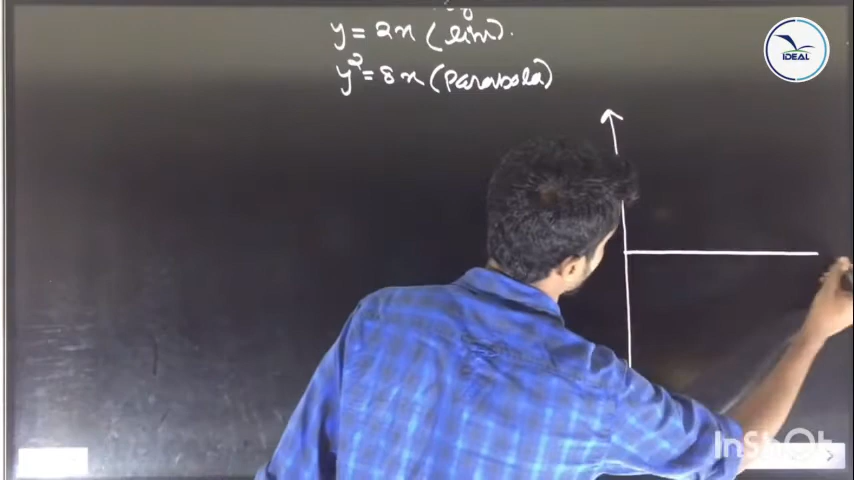 y = 2x (line).
y² = 8x (Parabola)
IDEAL
InShOt